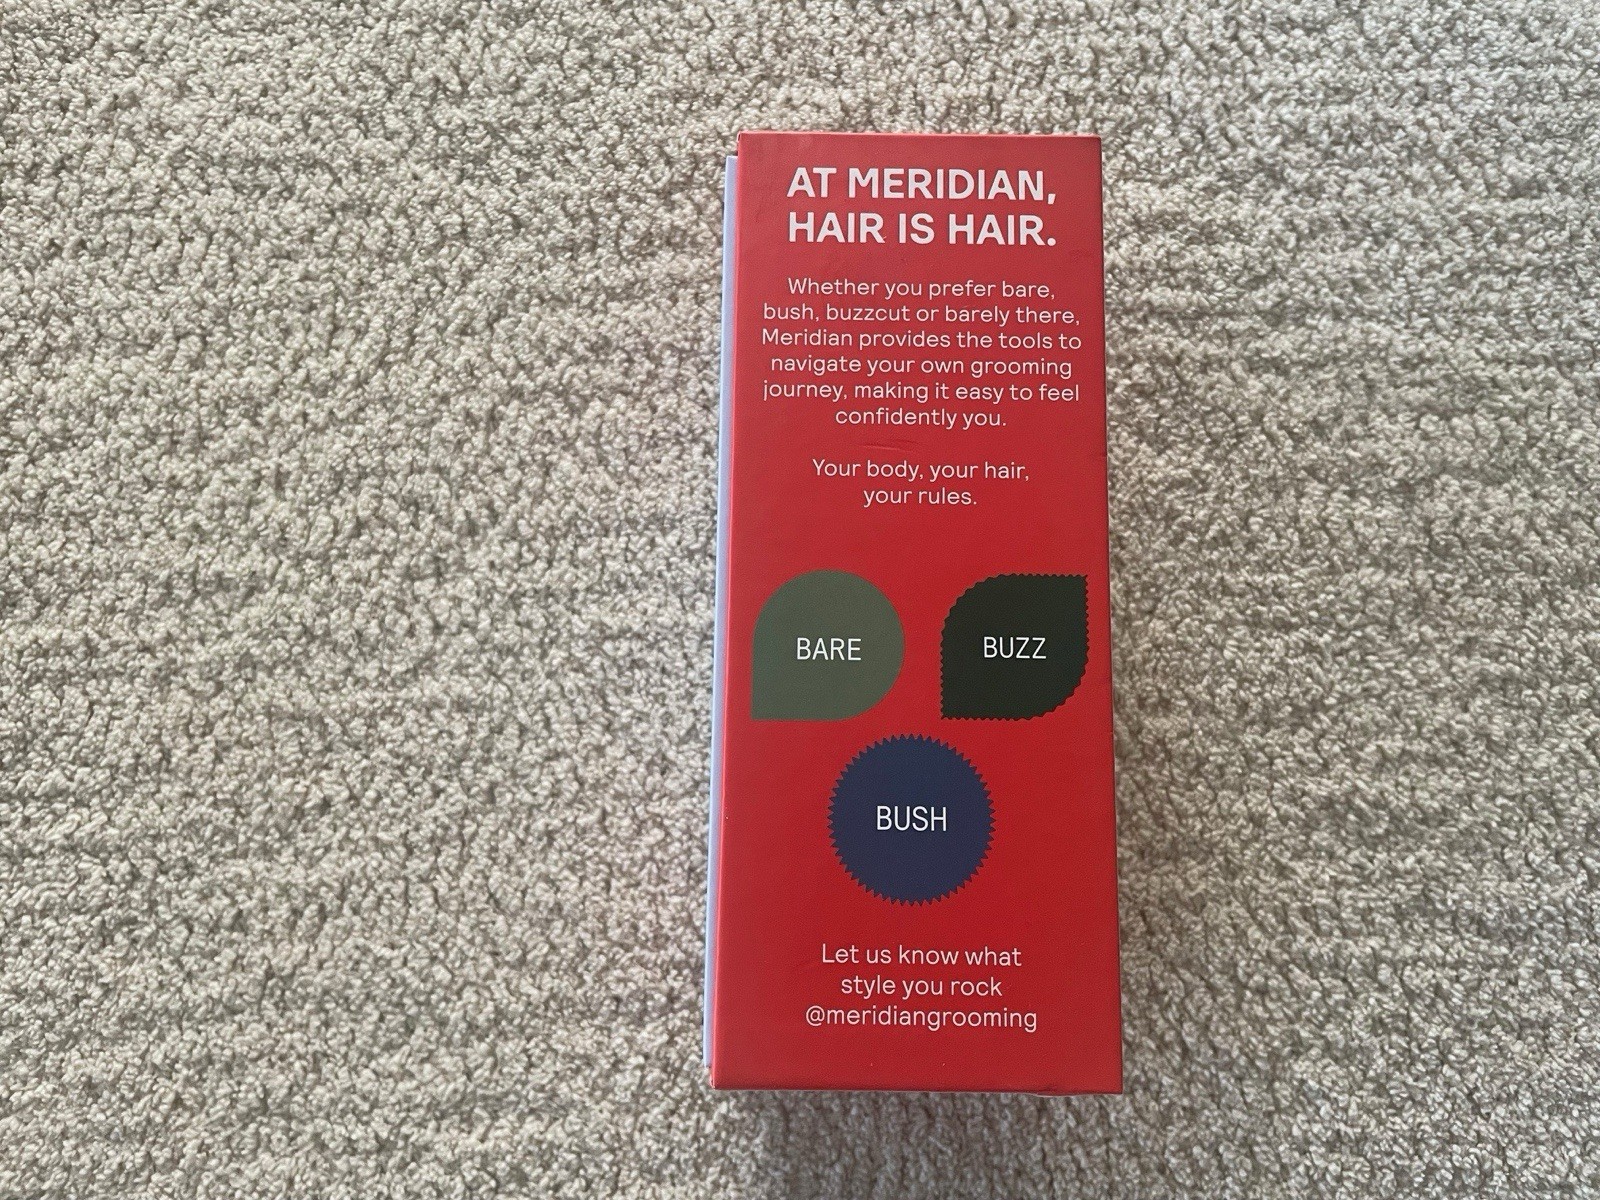 AT MERIDIAN,
HAIR IS HAIR.
Whether you prefer bare,
bush, buzzcut or barely there,
Meridian provides the tools to
navigate your own grooming
journey, making it easy to feel
confidently you.
Your body, your hair,
your rules.
BARE
BUZZ
BUSH
Let us know what
style you rock
@meridiangrooming